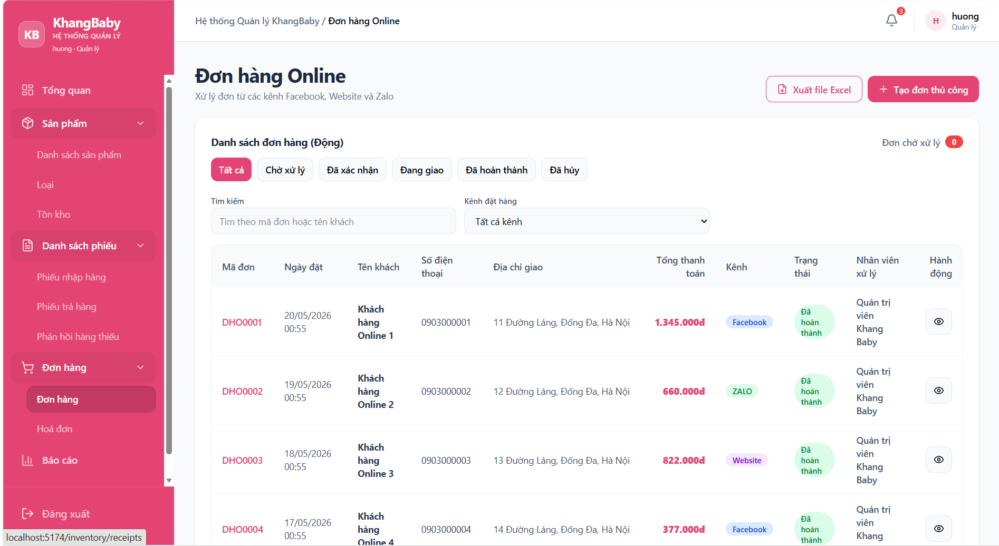 KB
KhangBaby
HỆ THỐNG QUẢN LÝ
huong · Quản lý
Tổng quan
Sản phẩm
Danh sách sản phẩm
Loại
Tồn kho
Danh sách phiếu
Phiếu nhập hàng
Phiếu trả hàng
Phản hồi hàng thiếu
Đơn hàng
Đơn hàng
Hoá đơn
Báo cáo
Đăng xuất
localhost:5174/inventory/receipts
Hệ thống Quản lý KhangBaby / Đơn hàng Online
3
H
huong
Quản lý
Đơn hàng Online
Xử lý đơn từ các kênh Facebook, Website và Zalo
Xuất file Excel
+ Tạo đơn thủ công
Danh sách đơn hàng (Động)
Đơn chờ xử lý 0
Tất cả
Chờ xử lý
Đã xác nhận
Đang giao
Đã hoàn thành
Đã hủy
Tìm kiếm
Tìm theo mã đơn hoặc tên khách
Kênh đặt hàng
Tất cả kênh
Mã đơn
Ngày đặt
Tên khách
Số điện
thoại
Địa chỉ giao
Tổng thanh
toán
Kênh
Trạng
thái
Nhân viên
xử lý
Hành
động
DHO0001
20/05/2026
00:55
Khách
hàng
Online 1
0903000001
11 Đường Láng, Đống Đa, Hà Nội
1.345.000đ
Facebook
Đã
hoàn
thành
Quản trị
viên
Khang
Baby
DHO0002
19/05/2026
00:55
Khách
hàng
Online 2
0903000002
12 Đường Láng, Đống Đa, Hà Nội
660.000đ
ZALO
Đã
hoàn
thành
Quản trị
viên
Khang
Baby
DHO0003
18/05/2026
00:55
Khách
hàng
Online 3
0903000003
13 Đường Láng, Đống Đa, Hà Nội
822.000đ
Website
Đã
hoàn
thành
Quản trị
viên
Khang
Baby
DHO0004
17/05/2026
00:55
Khách
hàng
Online 4
0903000004
14 Đường Láng, Đống Đa, Hà Nội
377.000đ
Facebook
Đã
hoàn
thành
Quản trị
viên
Khang